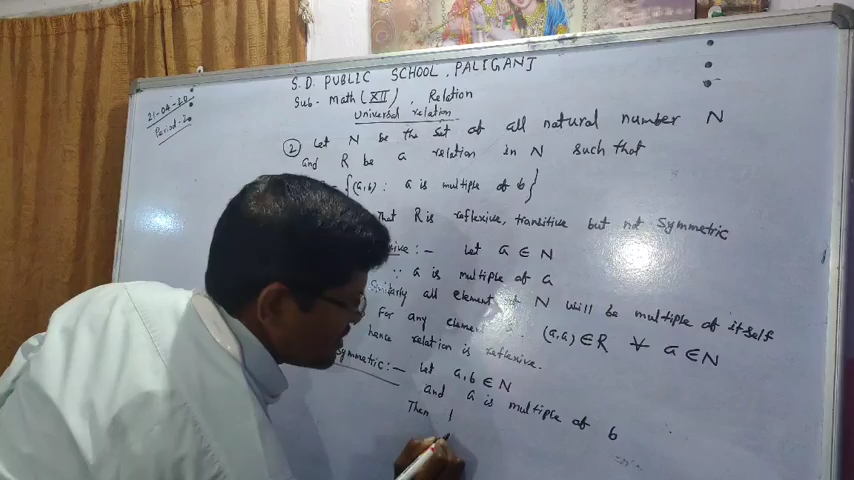 S.D. PUBLIC SCHOOL, PALIGANJ
21-04-20
Sub- Math (XII), Relation
Period-2
Universal relation
② Let N be the set of all natural number N
and R be a relation in N such that
{(a,b) : a is multiple of b}
That R is reflexive, transitive but not symmetric
xive :- Let a ∈ N
∵ a is multiple of a
Similarly all element of N will be multiple of itself
For any elemen (a,a) ∈ R ∀ a ∈ N
hence relation is reflexive.
Symmetric :- Let a,b ∈ N
and a is multiple of b
Then